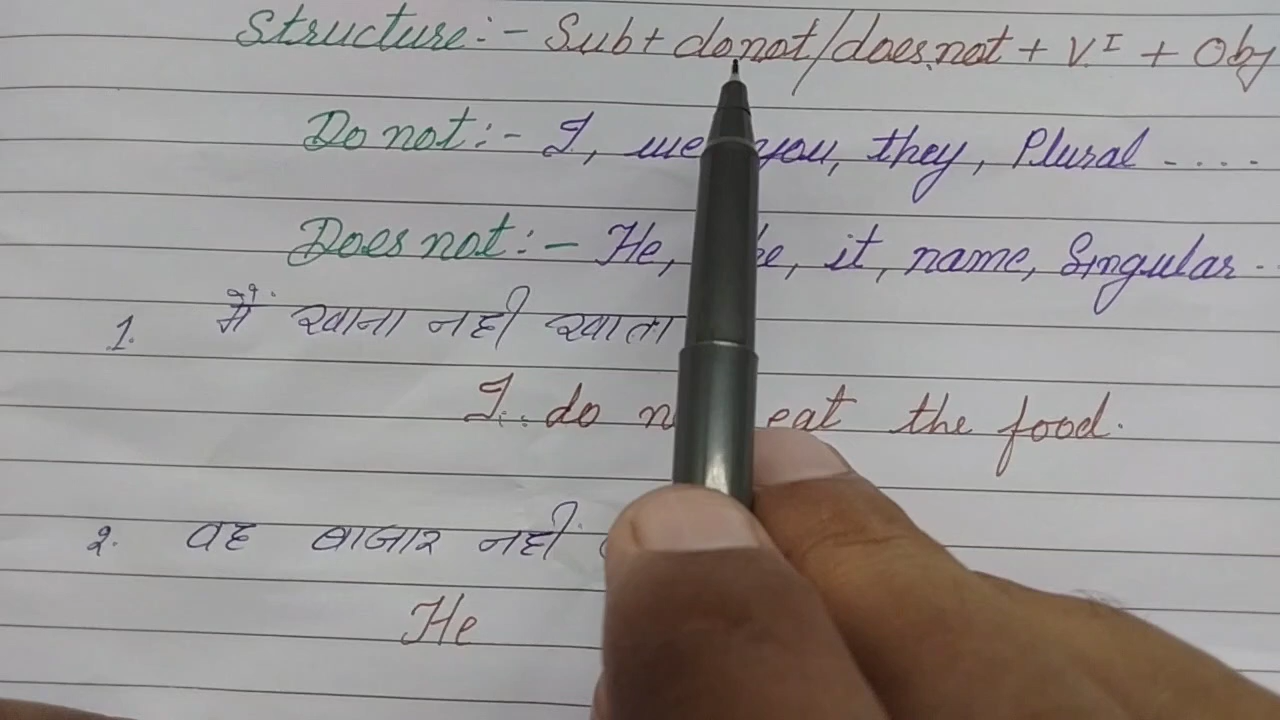 Structure:- Sub + do not/does not + V I + Obj
Do not:- I, we you, they, Plural ....
Does not:- He, it, name, Singular ..
1. मैं खाना नही खाता
I do eat the food.
2. वह बाजार नहीं
He